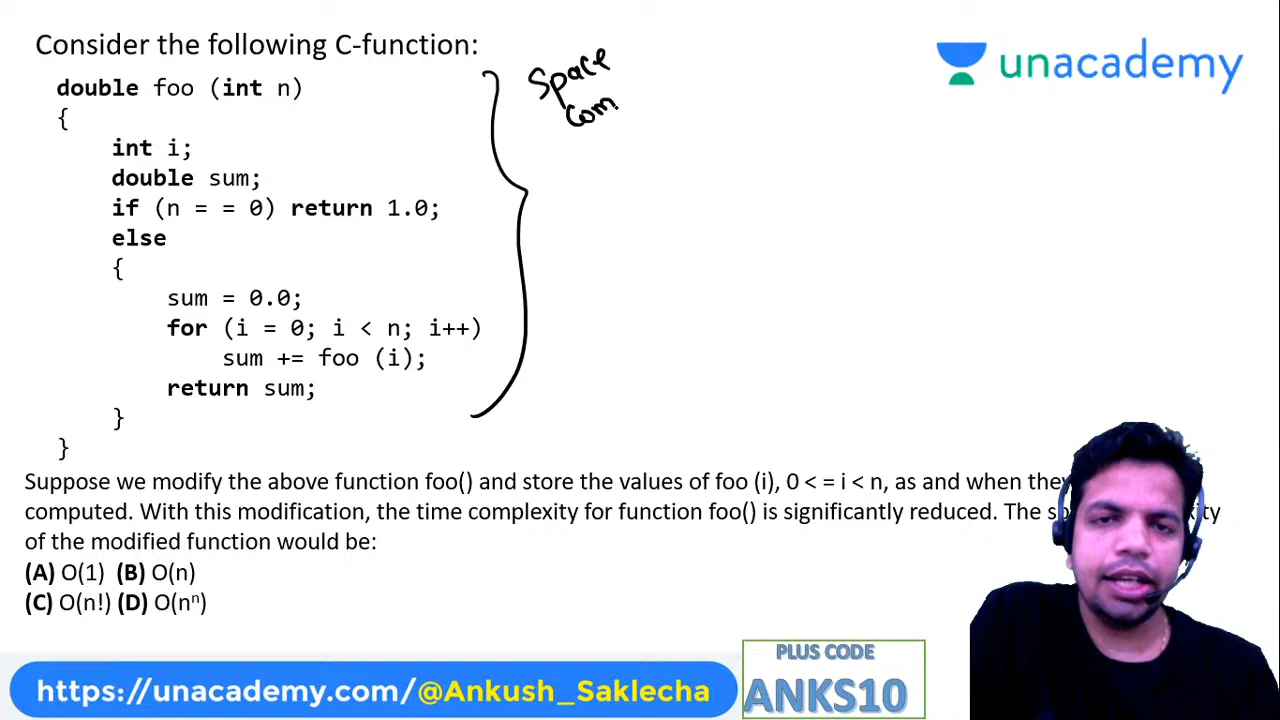 Consider the following C-function:
double foo (int n)
{
int i;
double sum;
if (n = = 0) return 1.0;
else
{
sum = 0.0;
for (i = 0; i < n; i++)
sum += foo (i);
return sum;
}
}
Space
Com
unacademy
Suppose we modify the above function foo() and store the values of foo (i), 0 < = i < n, as and when they
computed. With this modification, the time complexity for function foo() is significantly reduced. The
of the modified function would be:
(A) O(1) (B) O(n)
(C) O(n!) (D) O(nⁿ)
https://unacademy.com/@Ankush_Saklecha
PLUS CODE
ANKS10